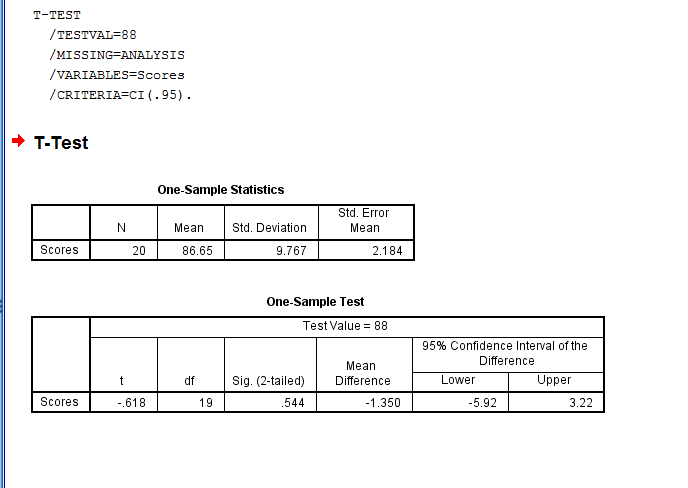 T-TEST
/TESTVAL=88
/MISSING=ANALYSIS
/VARIABLES=Scores
/CRITERIA=CI(.95).
T-Test
One-Sample Statistics
N Mean Std. Deviation Std. Error Mean
Scores 20 86.65 9.767 2.184
One-Sample Test
Test Value = 88
t df Sig. (2-tailed) Mean Difference 95% Confidence Interval of the Difference
Lower Upper
Scores -.618 19 .544 -1.350 -5.92 3.22